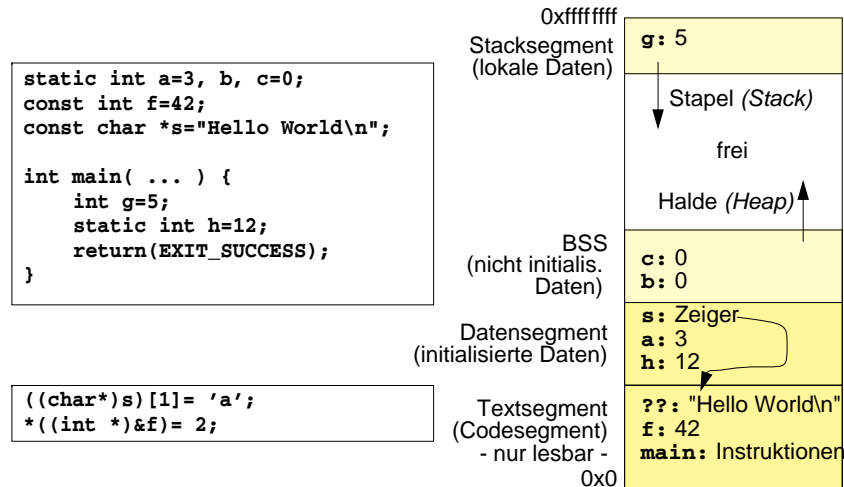 static int a=3, b, c=0;
const int f=42;
const char *s="Hello World\n";
int main( ... ) {
int g=5;
static int h=12;
return(EXIT_SUCCESS);
}
((char*)s)[1]= ’a’;
*((int *)&f)= 2;
0xffffffff
Stacksegment
(lokale Daten)
g: 5
Stapel (Stack)
frei
Halde (Heap)
BSS
(nicht initialis.
Daten)
c: 0
b: 0
Datensegment
(initialisierte Daten)
s: Zeiger
a: 3
h: 12
Textsegment
(Codesegment)
- nur lesbar -
0x0
??: "Hello World\n"
f: 42
main: Instruktionen